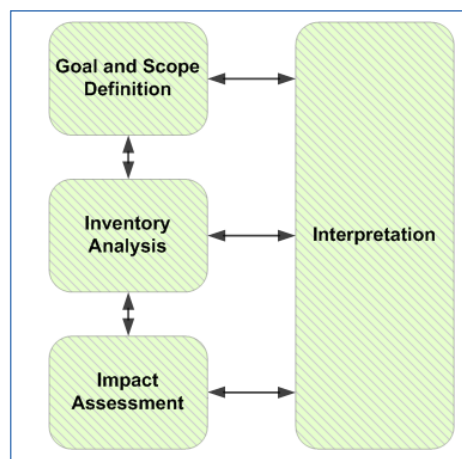 Goal and Scope
Definition
Inventory
Analysis
Interpretation
Impact
Assessment